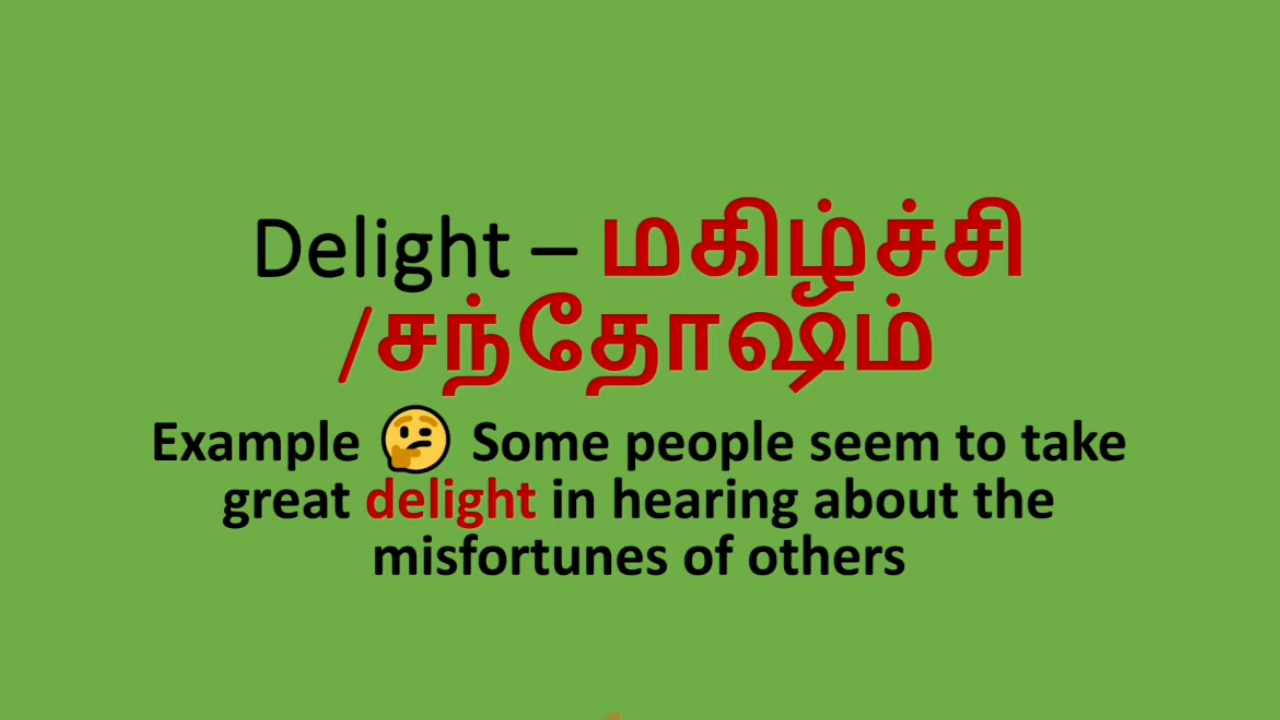 Delight – மகிழ்ச்சி
/சந்தோஷம்
Example 🤔 Some people seem to take
great delight in hearing about the
misfortunes of others